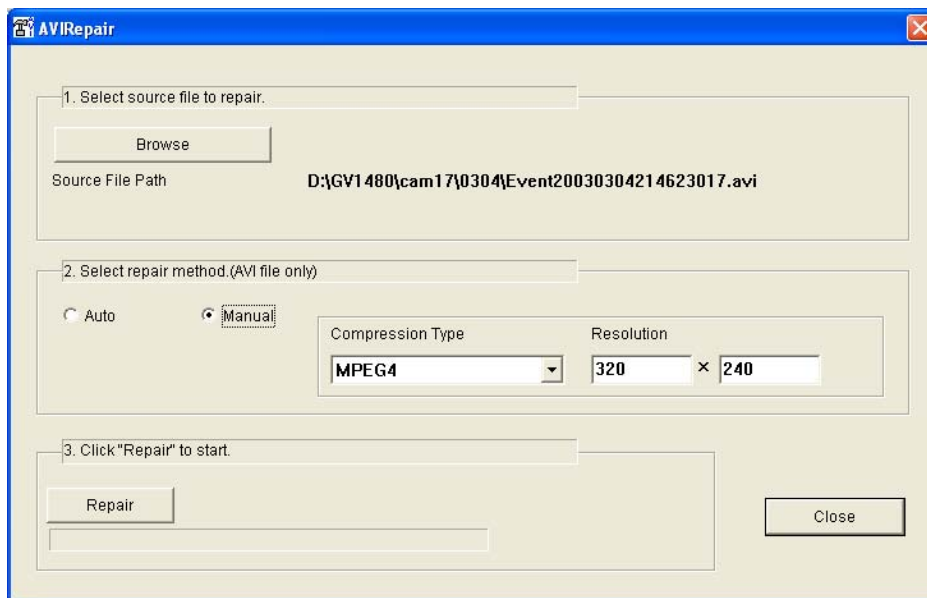 AVIRepair
1. Select source file to repair.
Browse
Source File Path D:\GV1480\cam17\0304\Event20030304214623017.avi
2. Select repair method.(AVI file only)
Auto Manual
Compression Type Resolution
MPEG4 320 × 240
3. Click "Repair" to start.
Repair
Close